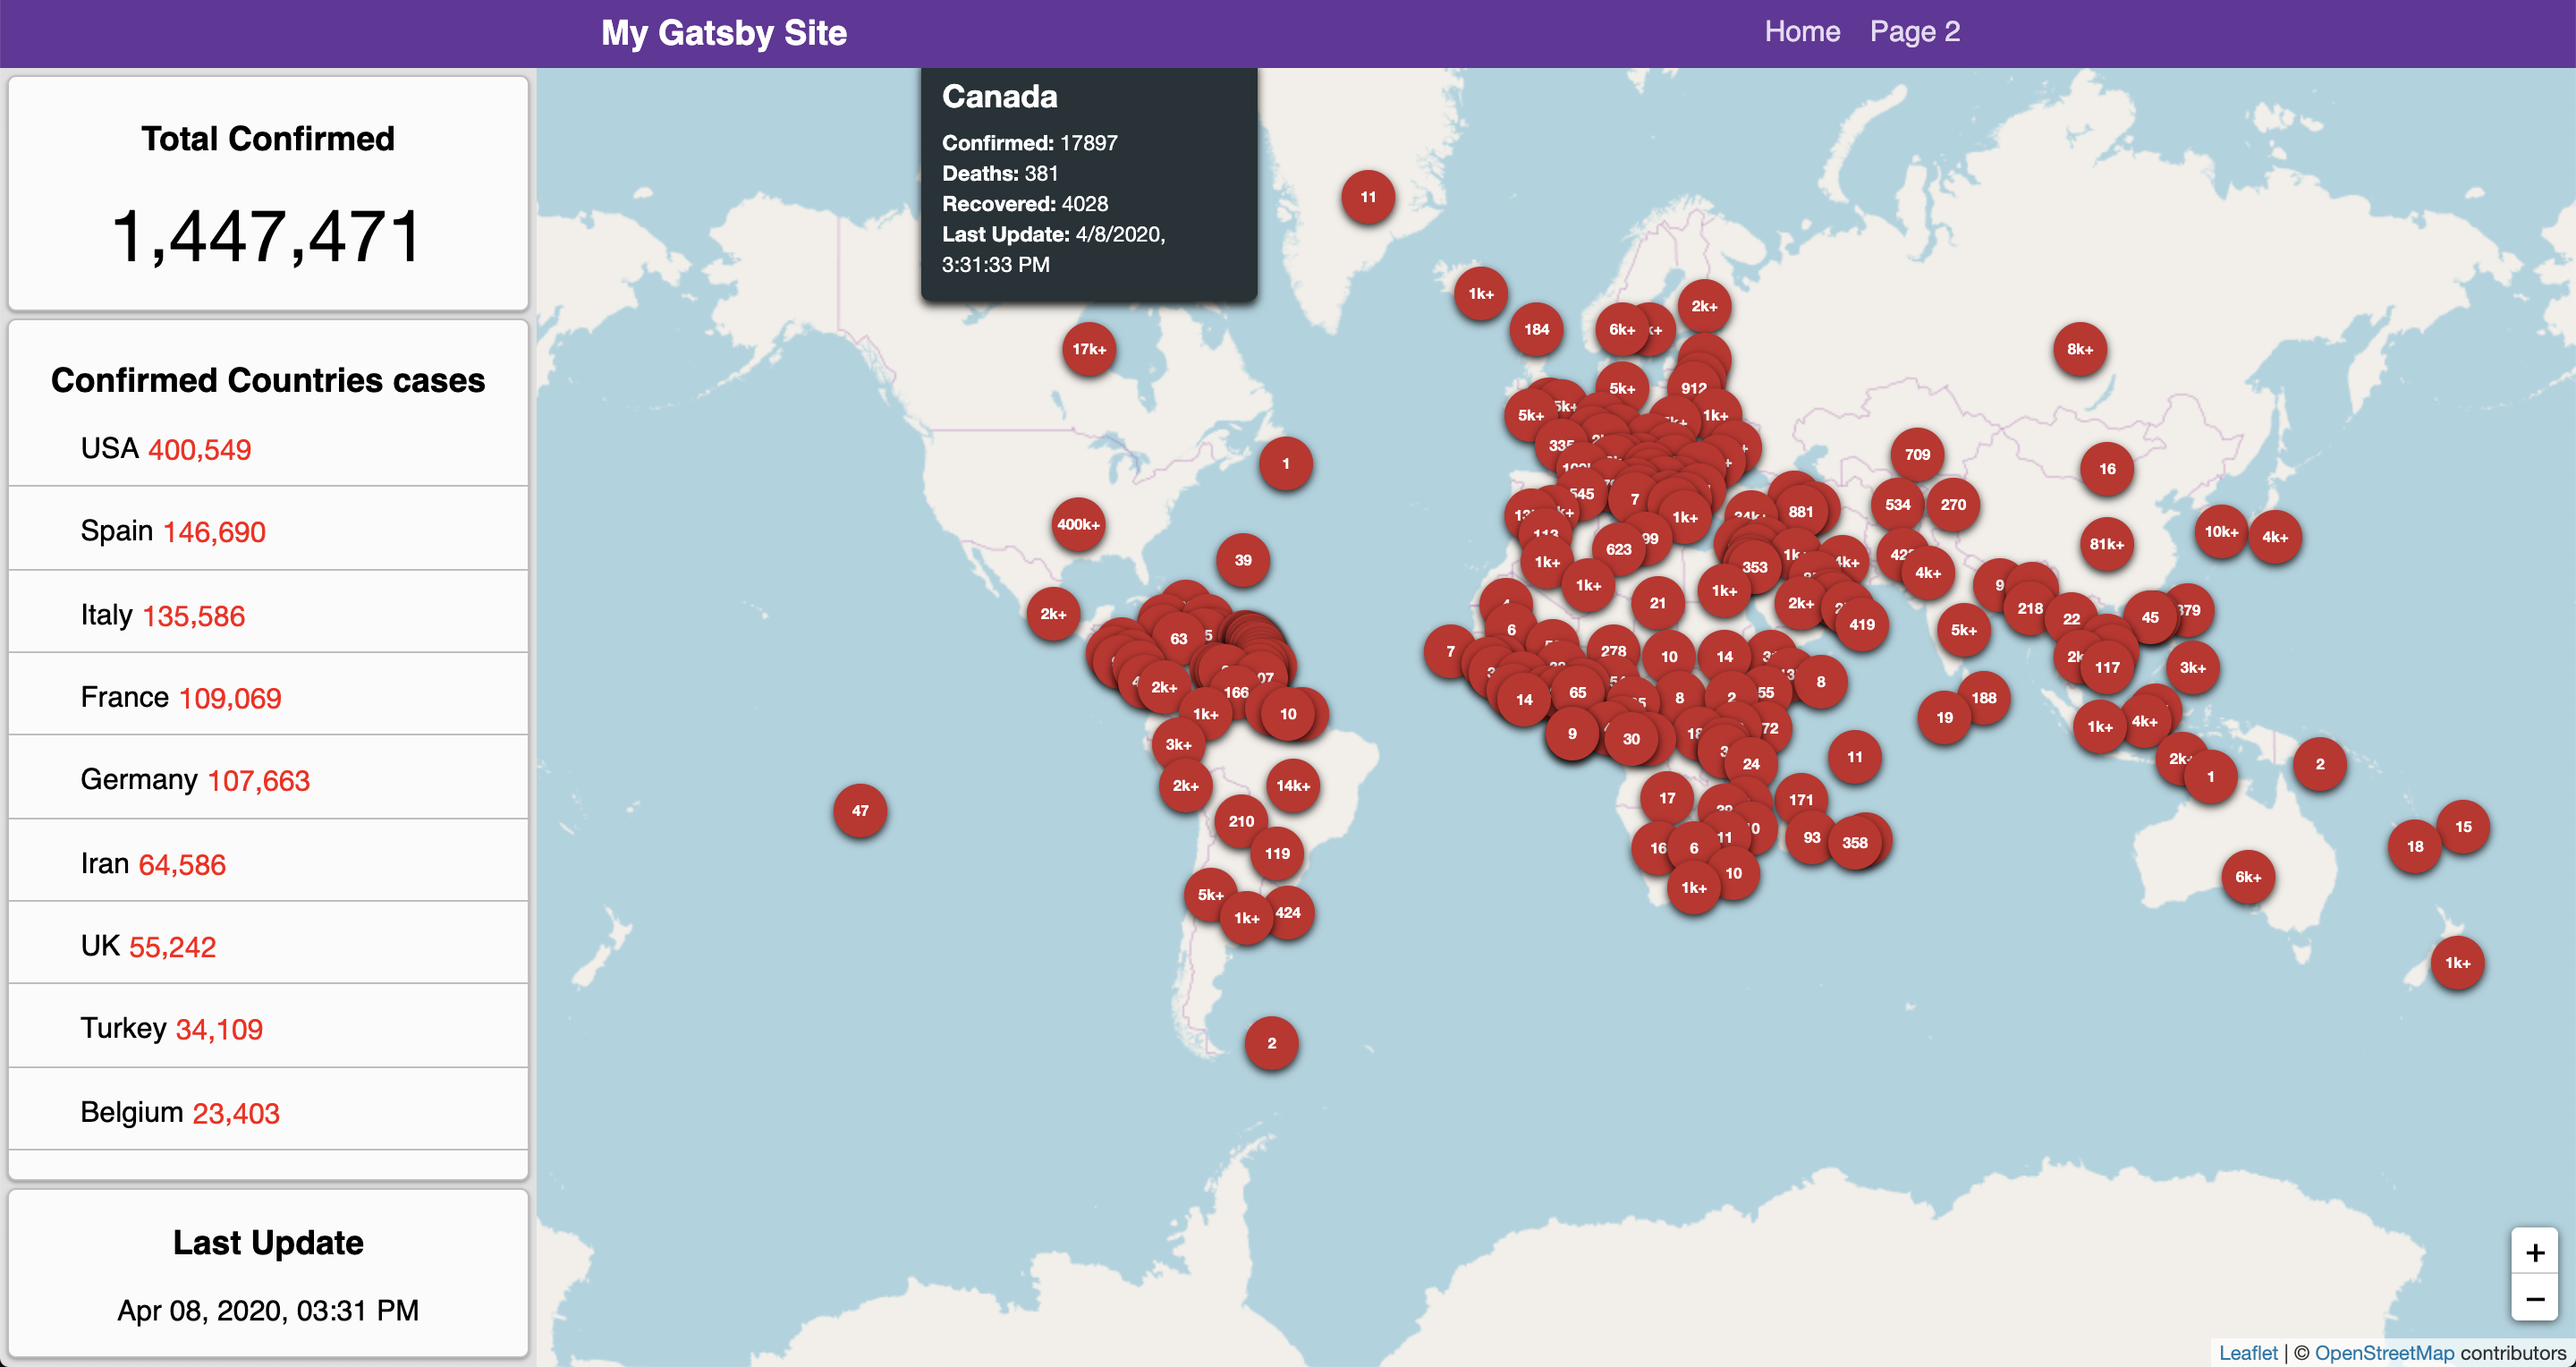 My Gatsby Site
Home Page 2
Total Confirmed
1,447,471
Confirmed Countries cases
USA 400,549
Spain 146,690
Italy 135,586
France 109,069
Germany 107,663
Iran 64,586
UK 55,242
Turkey 34,109
Belgium 23,403
Last Update
Apr 08, 2020, 03:31 PM
Canada
Confirmed: 17897
Deaths: 381
Recovered: 4028
Last Update: 4/8/2020,
3:31:33 PM
11
1k+
184
6k+
2k+
17k+
8k+
5k+
912
5k+
1k+
335
1
709
16
545
7
1k+
881
534
270
400k+
10k+
4k+
81k+
39
623
1k+
353
4k+
1k+
1k+
2k+
21
2k+
419
218
22
45
6
5k+
63
7
278
10
14
117
3k+
2k+
166
14
65
8
2
55
8
188
19
1k+
10
9
30
1k+
4k+
3k+
24
11
2
1
2k+
14k+
47
17
171
210
15
119
16
6
11
93
358
18
10
6k+
5k+
1k+
424
1k+
1k+
2
+
−
Leaflet | © OpenStreetMap contributors